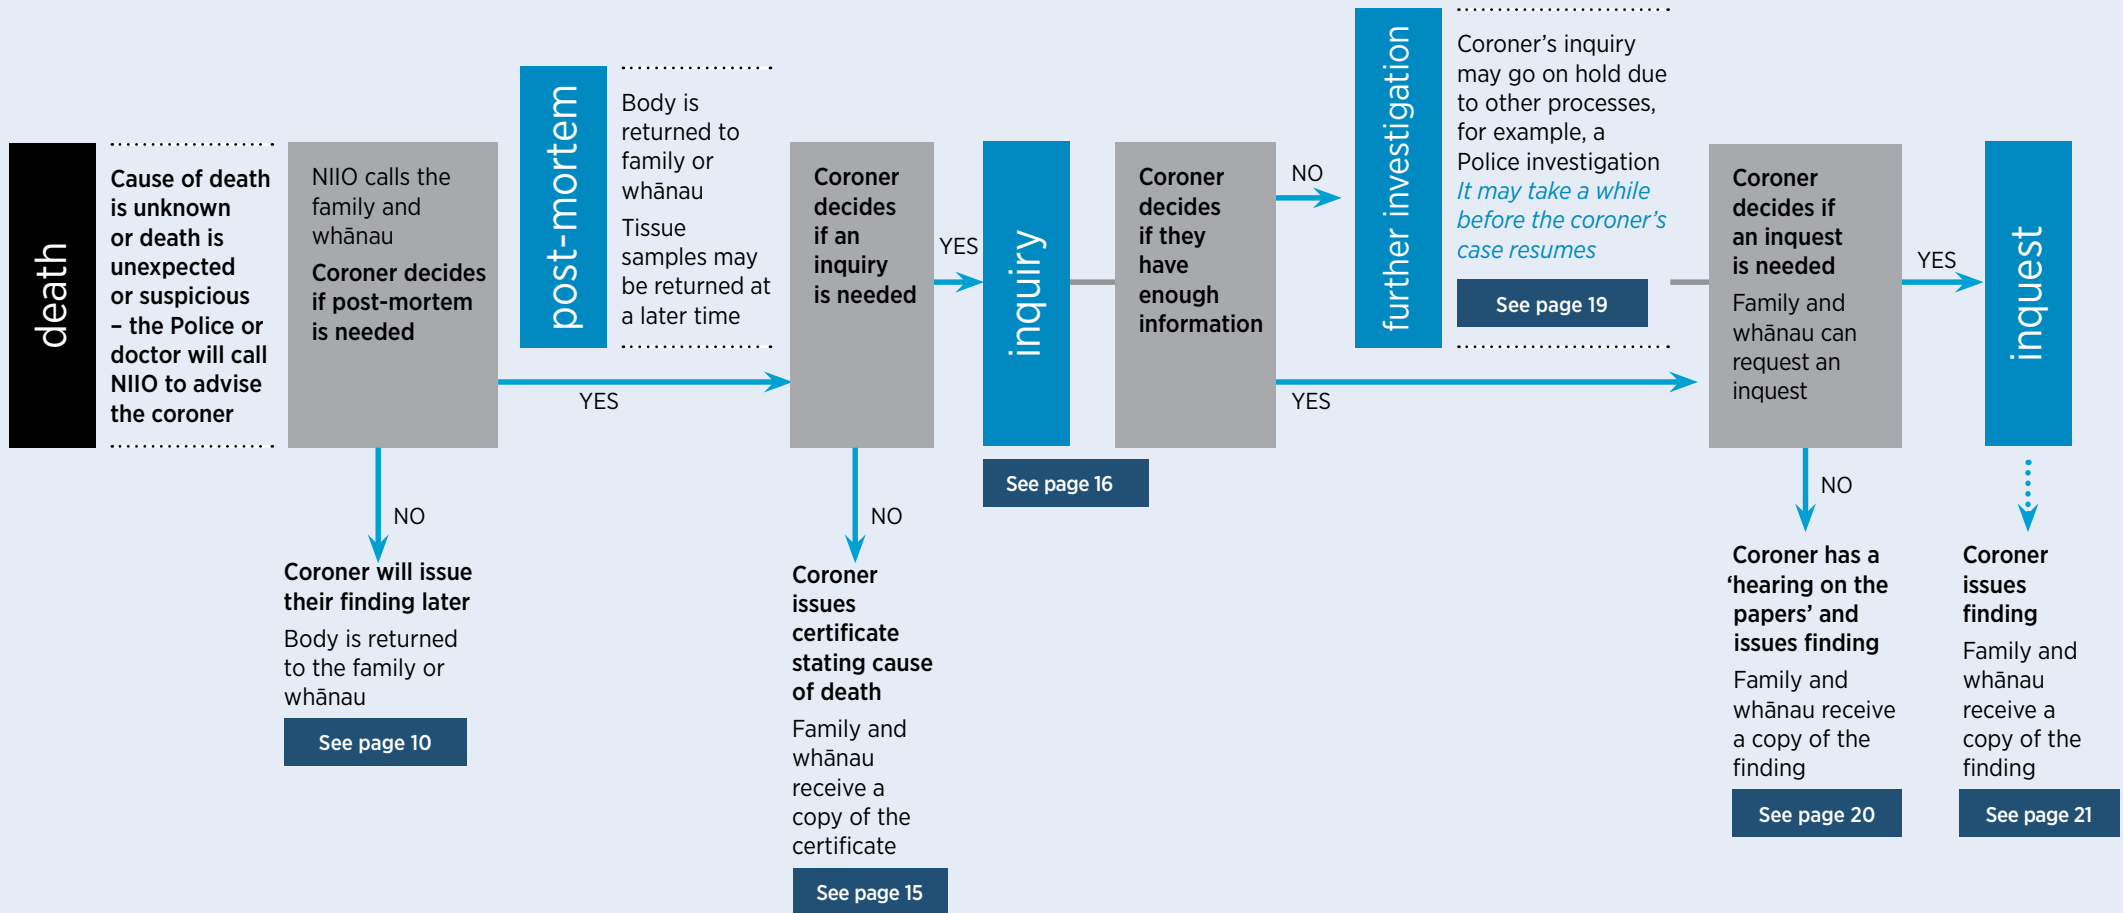 death
Cause of death
is unknown
or death is
unexpected
or suspicious
– the Police or
doctor will call
NIIO to advise
the coroner
NIIO calls the
family and
whānau
Coroner decides
if post-mortem
is needed
NO
Coroner will issue
their finding later
Body is returned
to the family or
whānau
See page 10
YES
post-mortem
Body is
returned to
family or
whānau
Tissue
samples may
be returned at
a later time
Coroner
decides
if an
inquiry
is needed
NO
Coroner
issues
certificate
stating cause
of death
Family and
whānau
receive a
copy of the
certificate
See page 15
YES
inquiry
See page 16
Coroner
decides
if they
have
enough
information
NO
further investigation
Coroner’s inquiry
may go on hold due
to other processes,
for example, a
Police investigation
It may take a while
before the coroner’s
case resumes
See page 19
YES
Coroner
decides if
an inquest
is needed
Family and
whānau can
request an
inquest
NO
Coroner has a
‘hearing on the
papers’ and
issues finding
Family and
whānau receive
a copy of the
finding
See page 20
YES
inquest
Coroner
issues
finding
Family and
whānau
receive a
copy of the
finding
See page 21